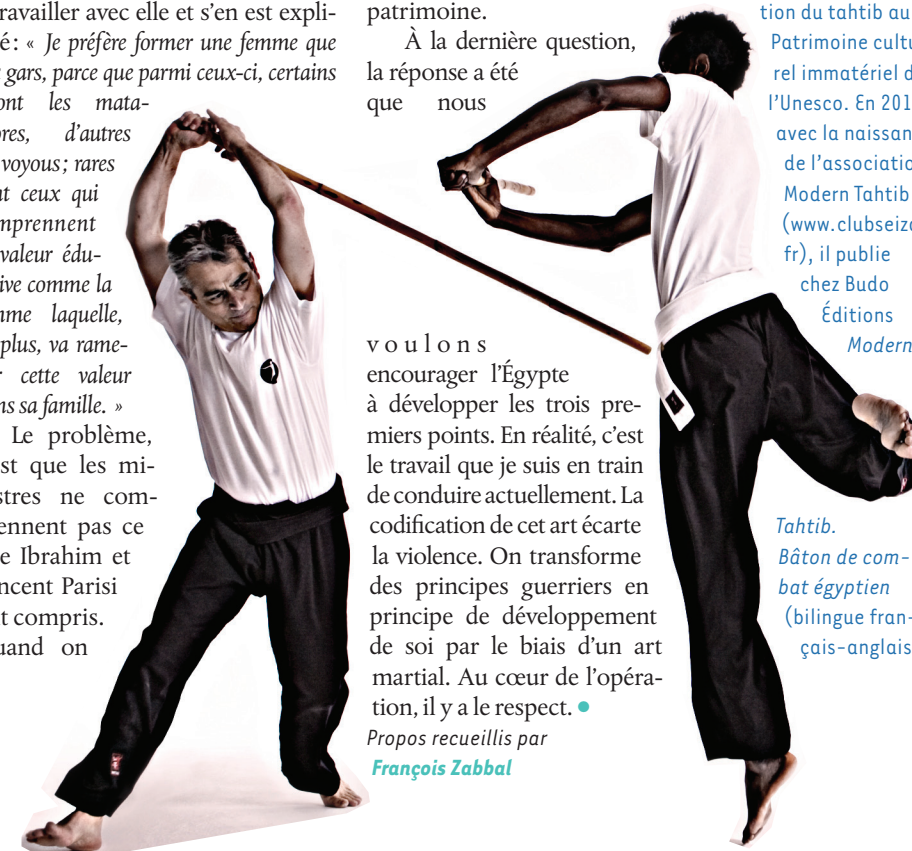 ravailler avec elle et s'en est expli-
é : « Je préfère former une femme que
gars, parce que parmi ceux-ci, certains
ont les mata-
ores, d'autres
voyous ; rares
nt ceux qui
mprennent
valeur édu-
ive comme la
mme laquelle,
plus, va rame-
r cette valeur
ns sa famille. »
Le problème,
st que les mi-
stres ne com-
ennent pas ce
e Ibrahim et
ncent Parisi
t compris.
uand on
patrimoine.
À la dernière question,
la réponse a été
que nous
voulons
encourager l'Égypte
à développer les trois pre-
miers points. En réalité, c'est
le travail que je suis en train
de conduire actuellement. La
codification de cet art écarte
la violence. On transforme
des principes guerriers en
principe de développement
de soi par le biais d'un art
martial. Au cœur de l'opéra-
tion, il y a le respect. •
Propos recueillis par
François Zabbal
tion du tahtib au
Patrimoine cultu
rel immatériel d
l'Unesco. En 201
avec la naissan
de l'associatio
Modern Tahtib
(www.clubseiza
fr), il publie
chez Budo
Éditions
Modern
Tahtib.
Bâton de com-
bat égyptien
(bilingue fran-
çais-anglais